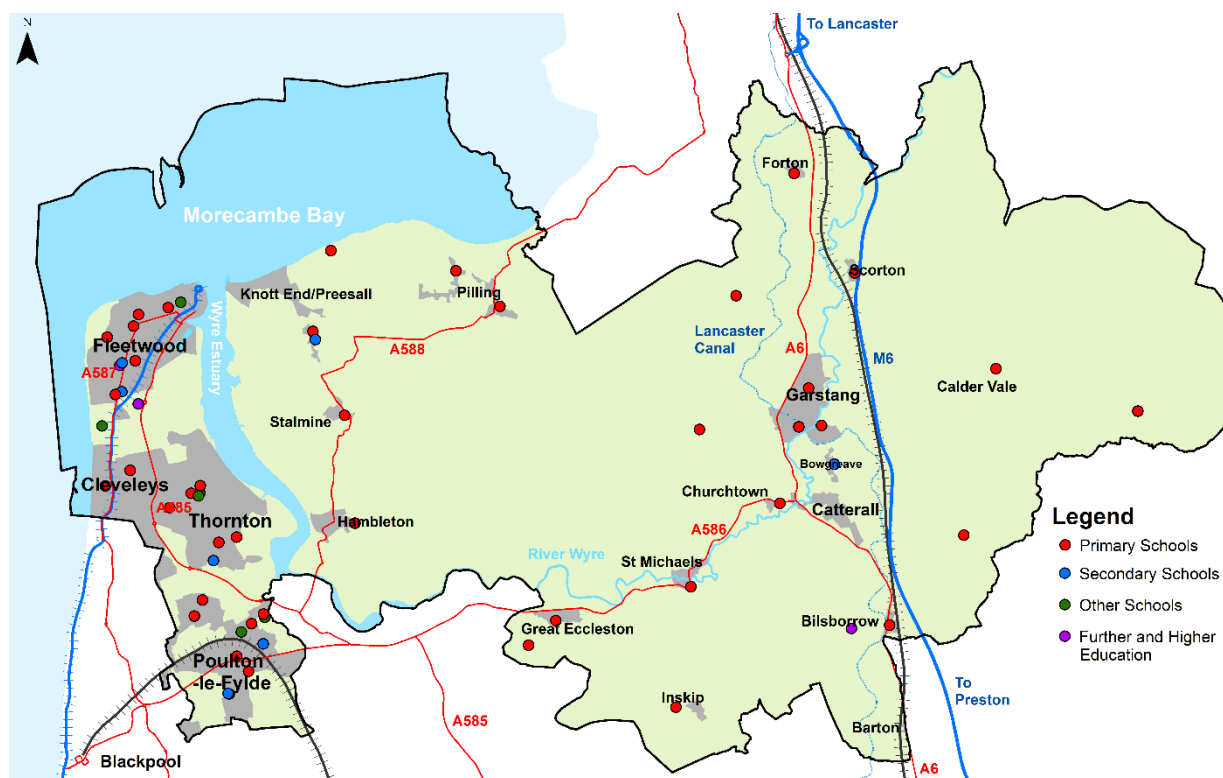 N
To Lancaster
Forton
Morecambe Bay
Scorton
Knott End/Preesall
Pilling
Wyre Estuary
Lancaster
Canal
A6
M6
Fleetwood
A588
A587
Calder Vale
Garstang
Stalmine
Bowgreave
Cleveleys
Churchtown
Catterall
A585
Thornton
Hambleton
A586
Legend
Primary Schools
Secondary Schools
Other Schools
Further and Higher
Education
River Wyre
St Michaels
Great Eccleston
Bilsborrow
Poulton
-le-Fylde
Inskip
To
Preston
A585
Barton
Blackpool
A6